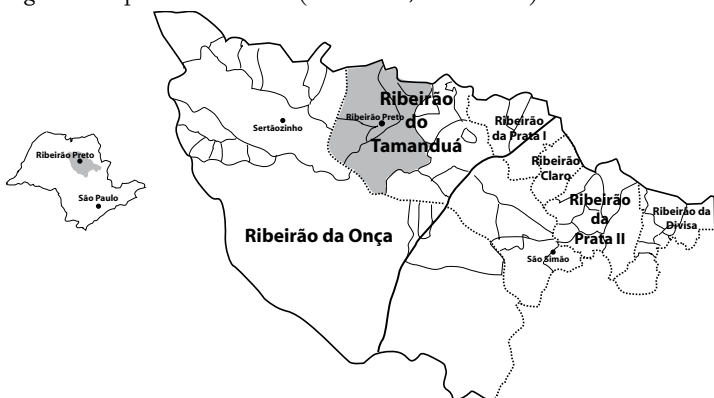 Ribeirão Preto
São Paulo
Sertãozinho
Ribeirão
do
Tamanduá
Ribeirão Preto
Ribeirão
da Prata I
Ribeirão
Claro
Ribeirão
da
Prata II
Ribeirão da
Divisa
Ribeirão da Onça
São Simão